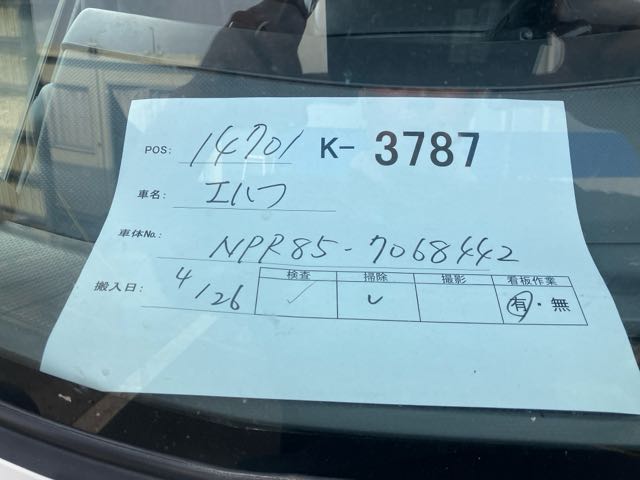 POS: 14701 K- 3787
車名: エルフ
車体No.: NPR85-7068442
搬入日: 4/26
検査 掃除 撮影 看板作業
✓ ✓ 有・無